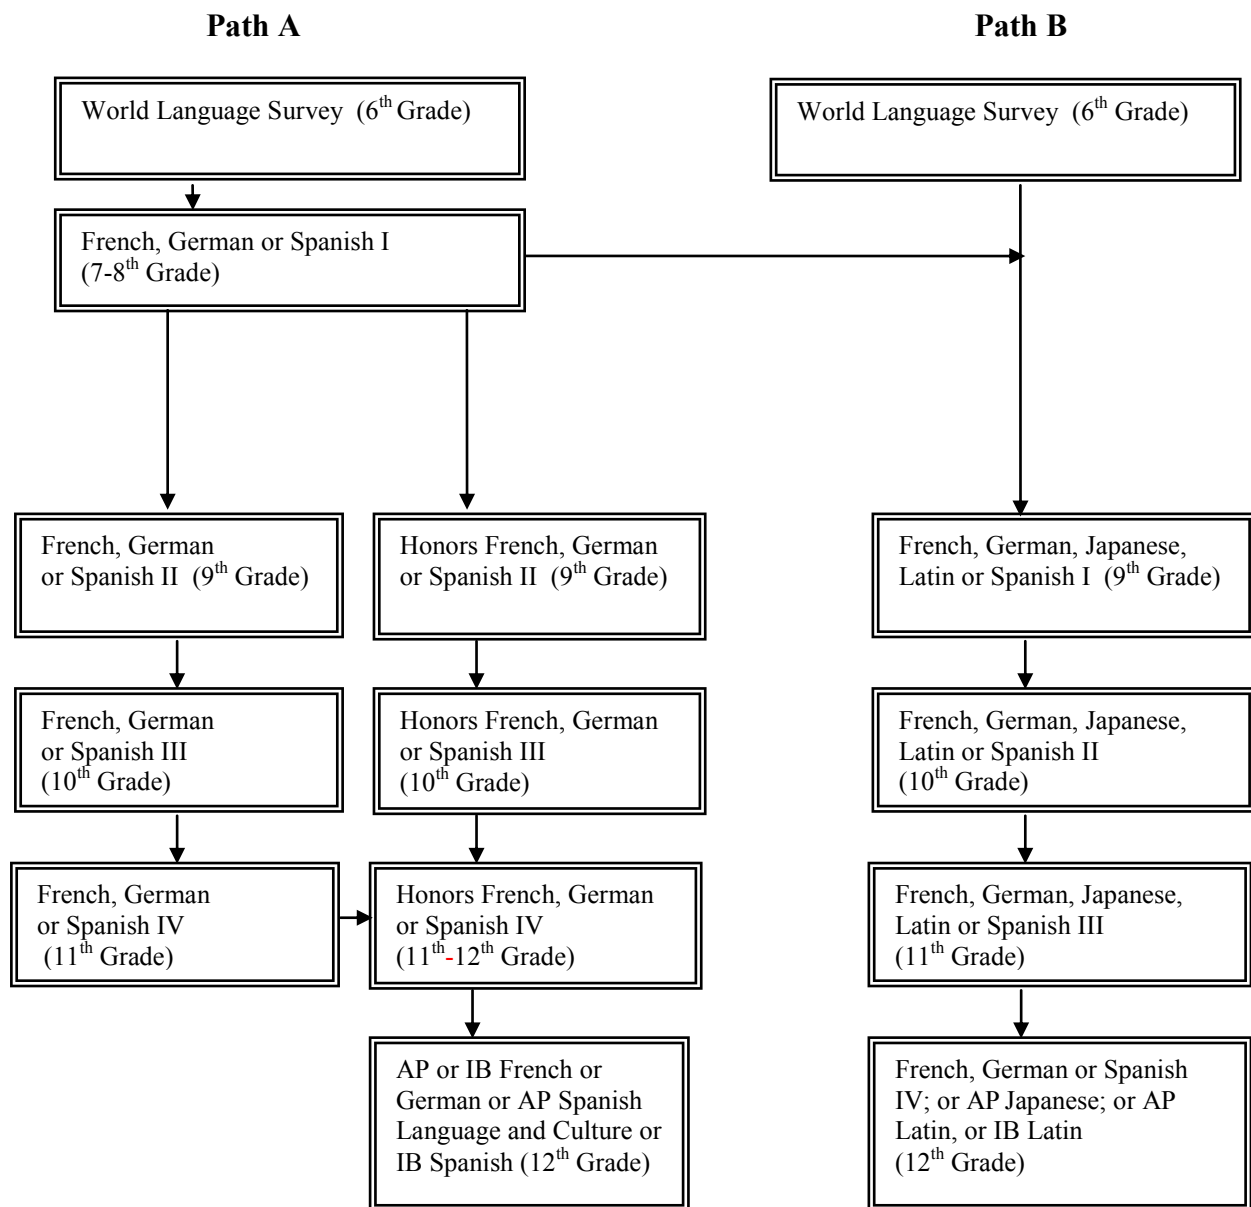 Path A
Path B
World Language Survey (6th Grade)
World Language Survey (6th Grade)
French, German or Spanish I
(7-8th Grade)
French, German
or Spanish II (9th Grade)
Honors French, German
or Spanish II (9th Grade)
French, German, Japanese,
Latin or Spanish I (9th Grade)
French, German
or Spanish III
(10th Grade)
Honors French, German
or Spanish III
(10th Grade)
French, German, Japanese,
Latin or Spanish II
(10th Grade)
French, German
or Spanish IV
(11th Grade)
Honors French, German
or Spanish IV
(11th-12th Grade)
French, German, Japanese,
Latin or Spanish III
(11th Grade)
AP or IB French or
German or AP Spanish
Language and Culture or
IB Spanish (12th Grade)
French, German or Spanish
IV; or AP Japanese; or AP
Latin, or IB Latin
(12th Grade)